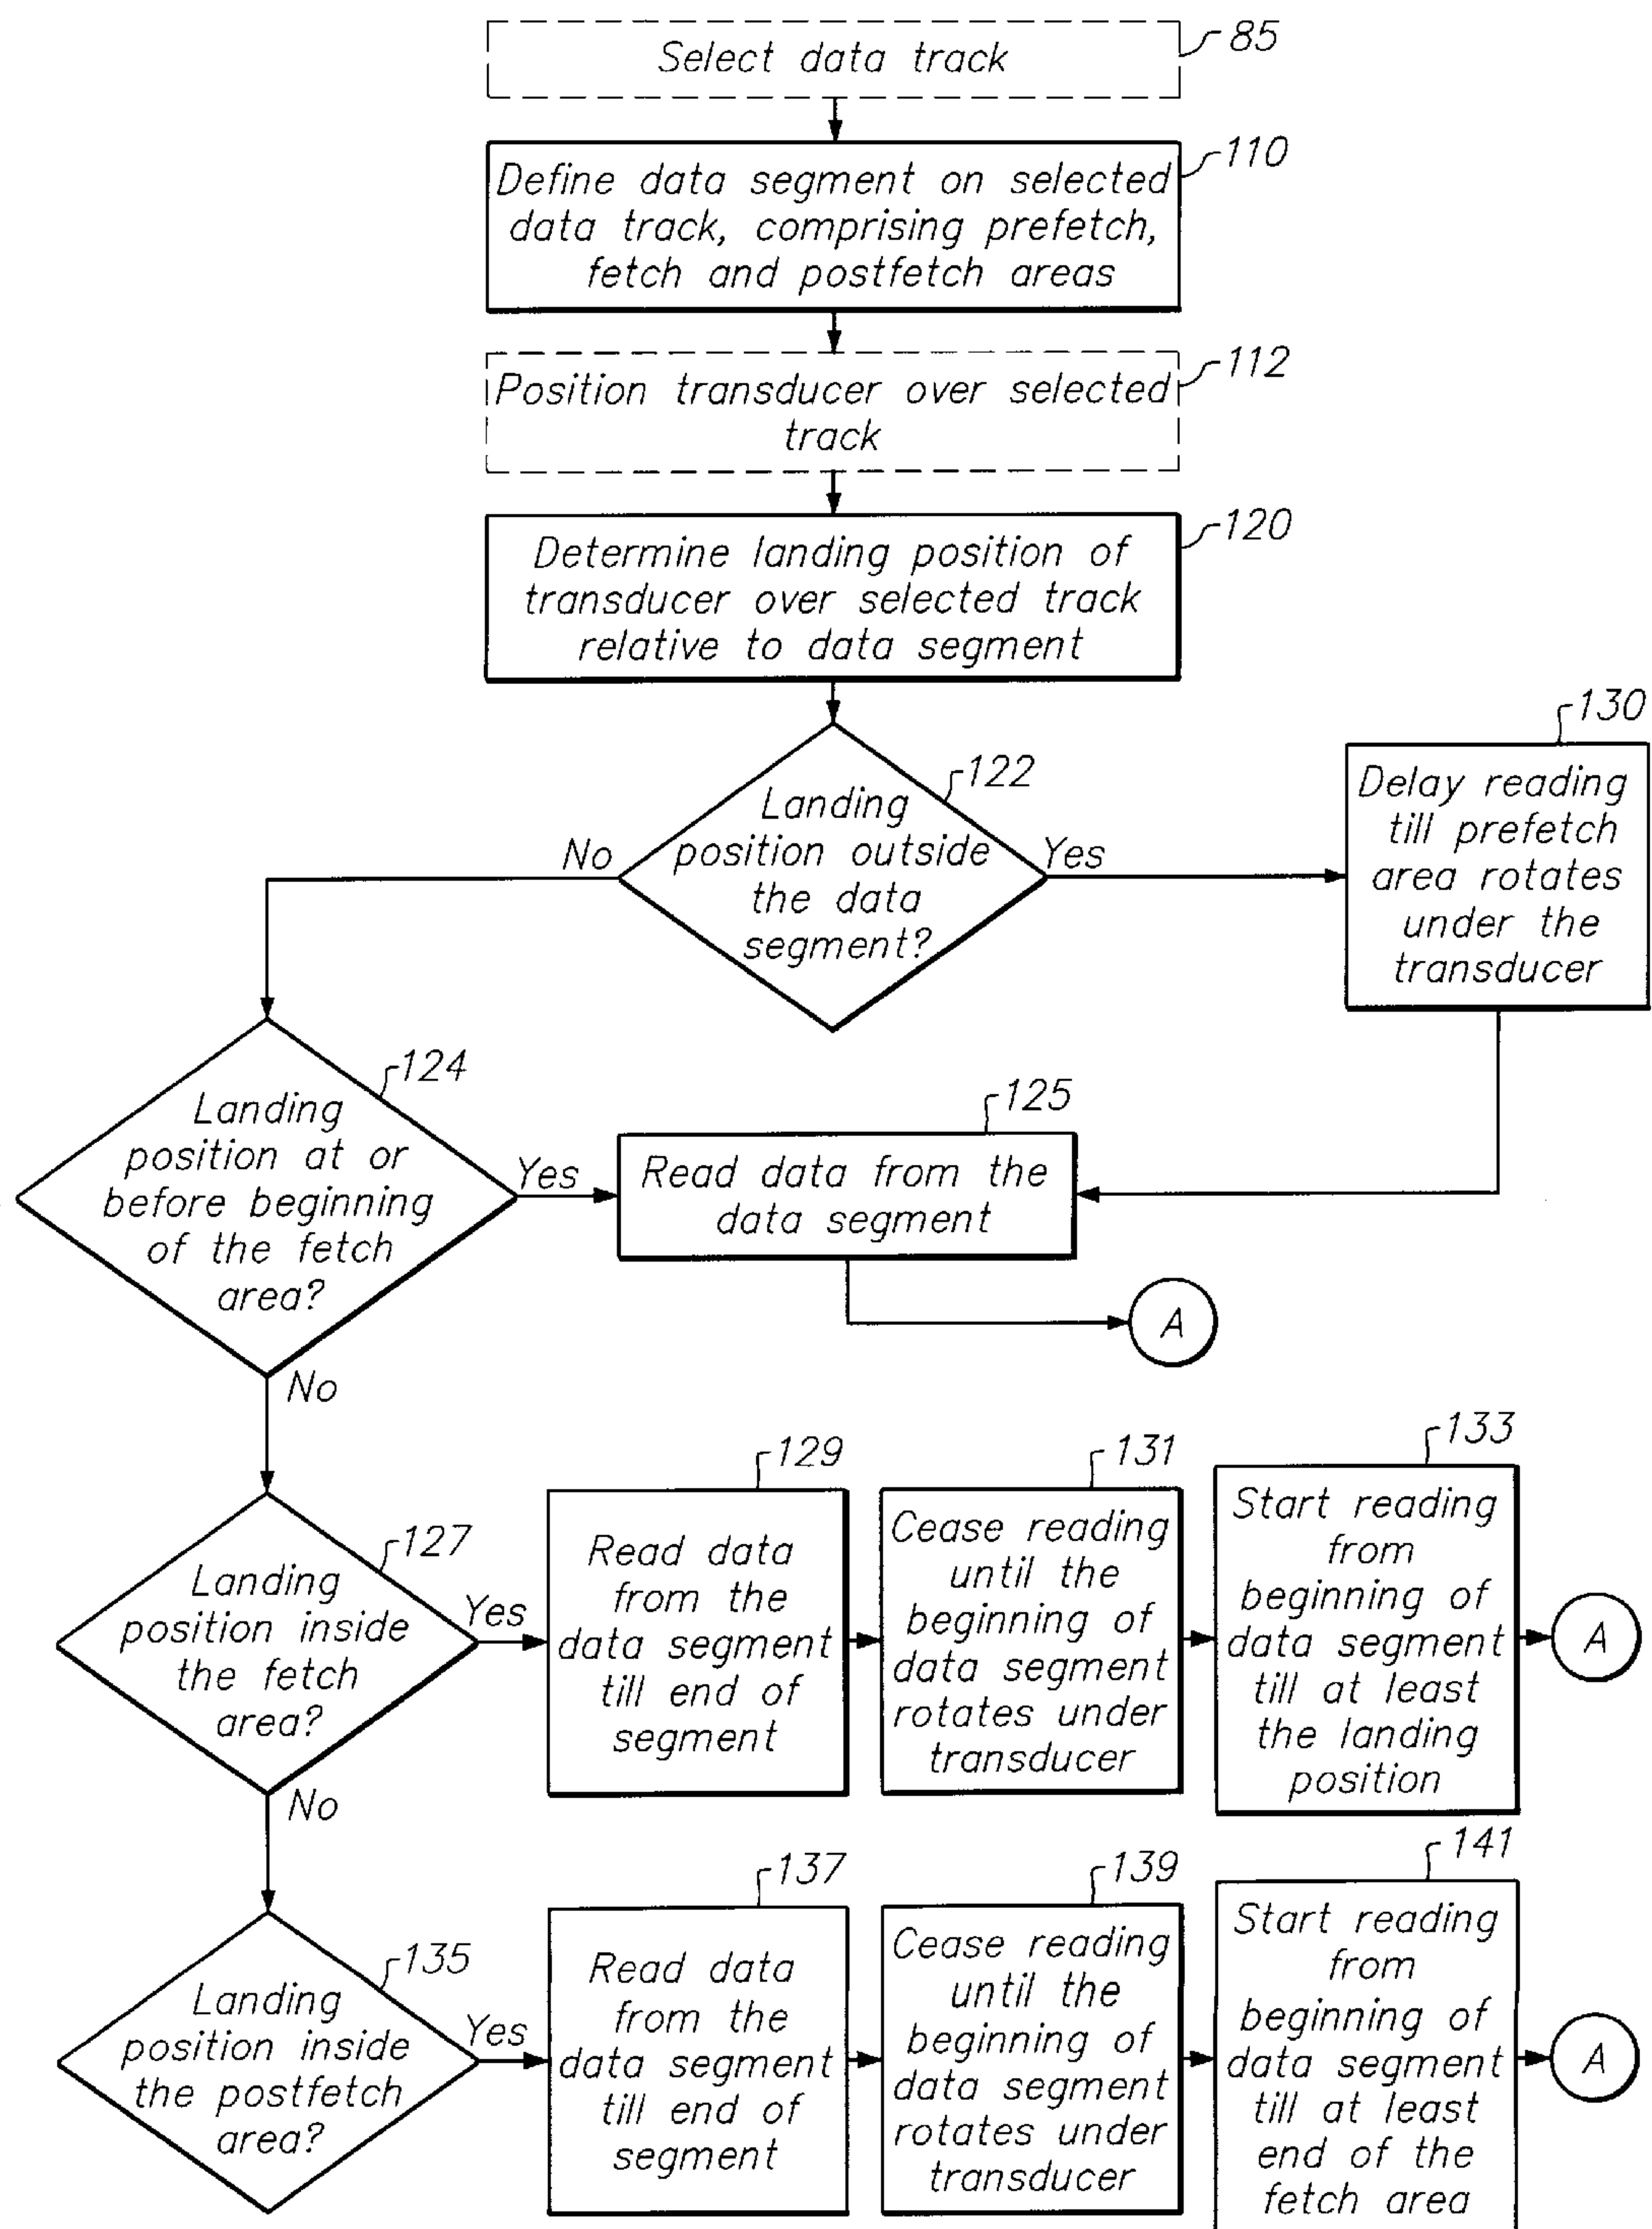 Select data track
85
Define data segment on selected
data track, comprising prefetch,
fetch and postfetch areas
110
Position transducer over selected
track
112
Determine landing position of
transducer over selected track
relative to data segment
120
Landing
position outside
the data
segment?
122
No
Yes
Delay reading
till prefetch
area rotates
under the
transducer
130
Landing
position at or
before beginning
of the fetch
area?
124
Yes
No
Read data from the
data segment
125
A
Landing
position inside
the fetch
area?
127
Yes
No
Read data
from the
data segment
till end of
segment
129
Cease reading
until the
beginning of
data segment
rotates under
transducer
131
Start reading
from
beginning of
data segment
till at least
the landing
position
133
A
Landing
position inside
the postfetch
area?
135
Yes
Read data
from the
data segment
till end of
segment
137
Cease reading
until the
beginning of
data segment
rotates under
transducer
139
Start reading
from
beginning of
data segment
till at least
end of the
fetch area
141
A